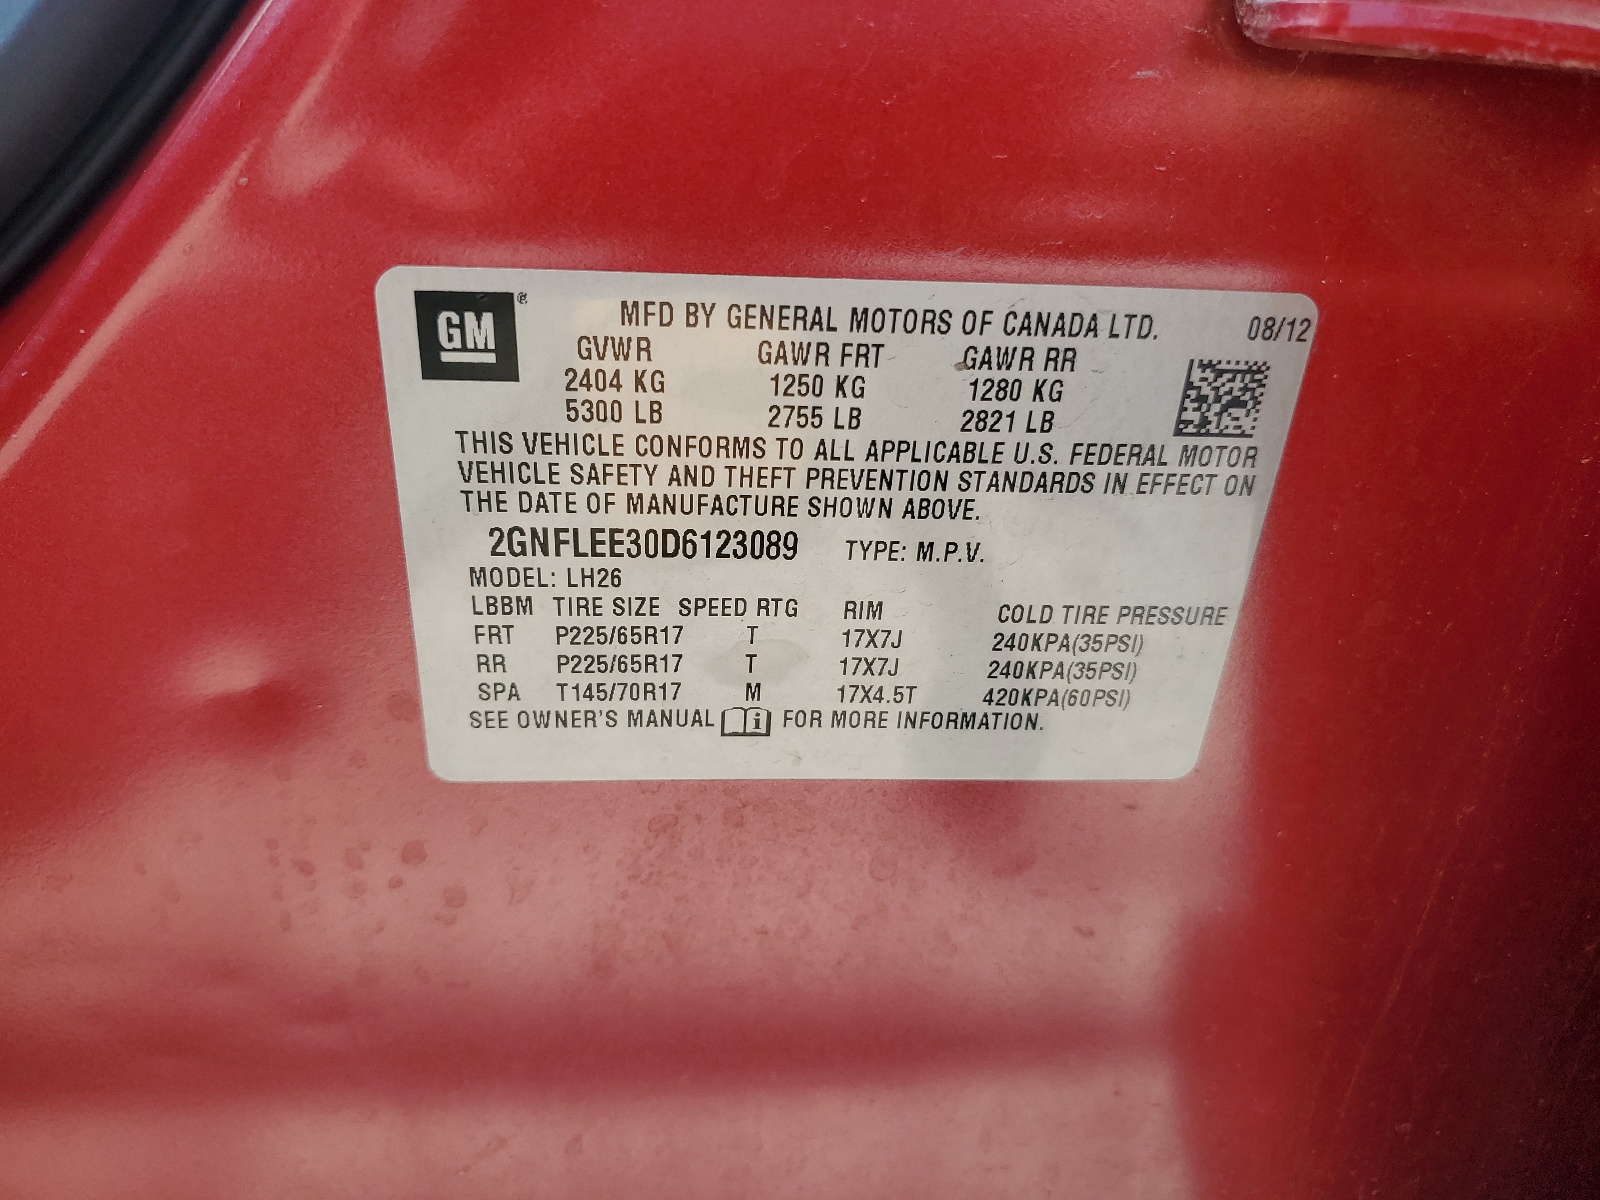 GM ® MFD BY GENERAL MOTORS OF CANADA LTD. 08/12
GVWR GAWR FRT GAWR RR
2404 KG 1250 KG 1280 KG
5300 LB 2755 LB 2821 LB
THIS VEHICLE CONFORMS TO ALL APPLICABLE U.S. FEDERAL MOTOR
VEHICLE SAFETY AND THEFT PREVENTION STANDARDS IN EFFECT ON
THE DATE OF MANUFACTURE SHOWN ABOVE.
2GNFLEE30D6123089 TYPE: M.P.V.
MODEL: LH26
LBBM TIRE SIZE SPEED RTG RIM COLD TIRE PRESSURE
FRT P225/65R17 T 17X7J 240KPA(35PSI)
RR P225/65R17 T 17X7J 240KPA(35PSI)
SPA T145/70R17 M 17X4.5T 420KPA(60PSI)
SEE OWNER'S MANUAL i FOR MORE INFORMATION.